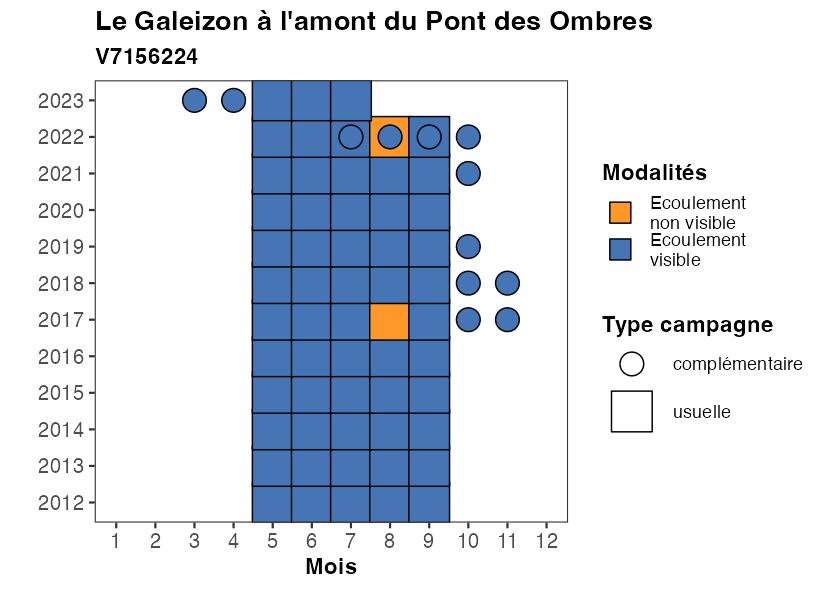 Le Galeizon à l'amont du Pont des Ombres
V7156224
2023
2022
2021
2020
2019
2018
2017
2016
2015
2014
2013
2012
1 2 3 4 5 6 7 8 9 10 11 12
Mois
Modalités
Ecoulement
non visible
Ecoulement
visible
Type campagne
complémentaire
usuelle